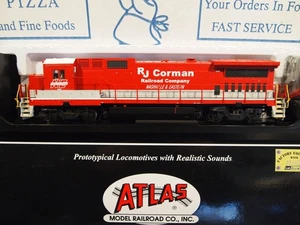 PIZZA
and Fine Foods
Your Orders In Fo
FAST SERVICE
RJ Corman
Railroad Company
NASHVILLE & EASTERN
Prototypical Locomotives with Realistic Sounds
ATLAS
MODEL RAILROAD CO., INC.